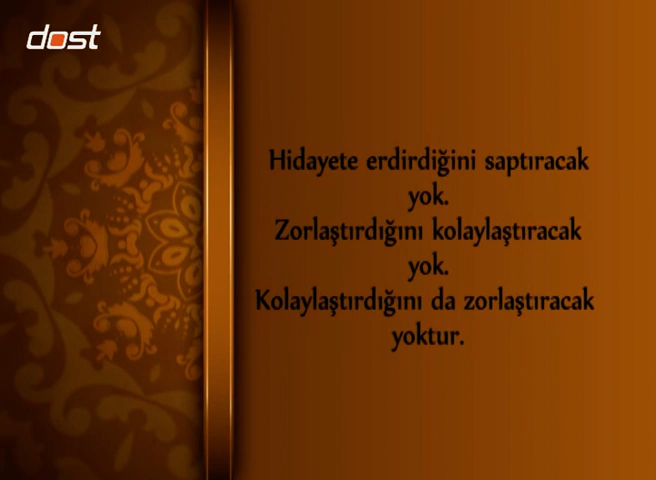 dost
Hidayete erdirdiğini saptıracak
yok.
Zorlaştırdığını kolaylaştıracak
yok.
Kolaylaştırdığını da zorlaştıracak
yoktur.